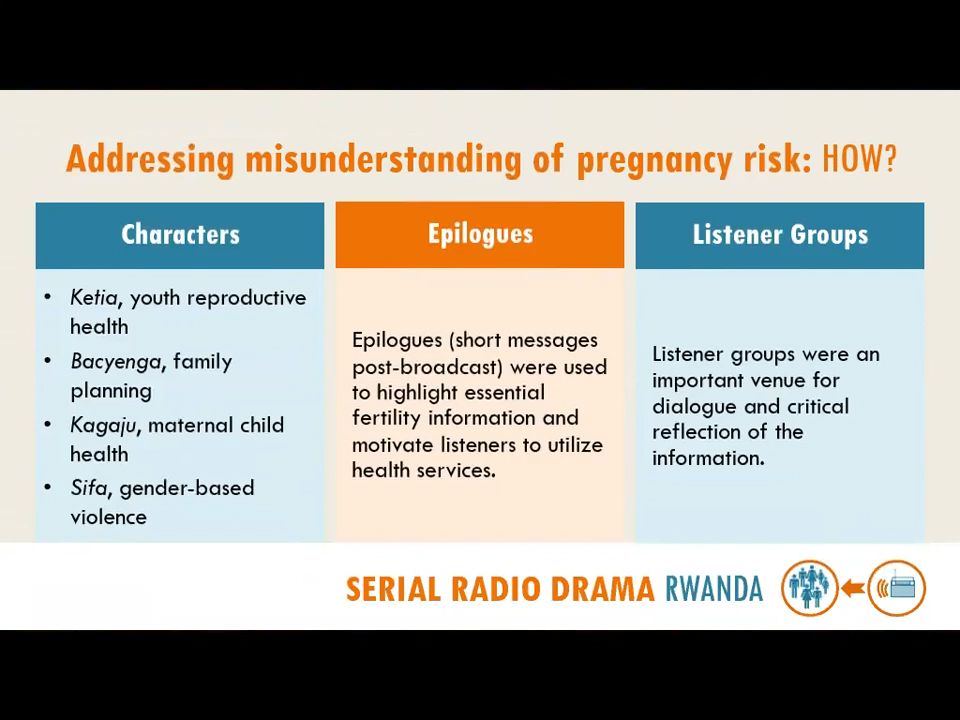 Addressing misunderstanding of pregnancy risk: HOW?
Characters
• Ketia, youth reproductive
health
• Bacyenga, family
planning
• Kagaju, maternal child
health
• Sifa, gender-based
violence
Epilogues
Epilogues (short messages
post-broadcast) were used
to highlight essential
fertility information and
motivate listeners to utilize
health services.
Listener Groups
Listener groups were an
important venue for
dialogue and critical
reflection of the
information.
SERIAL RADIO DRAMA RWANDA